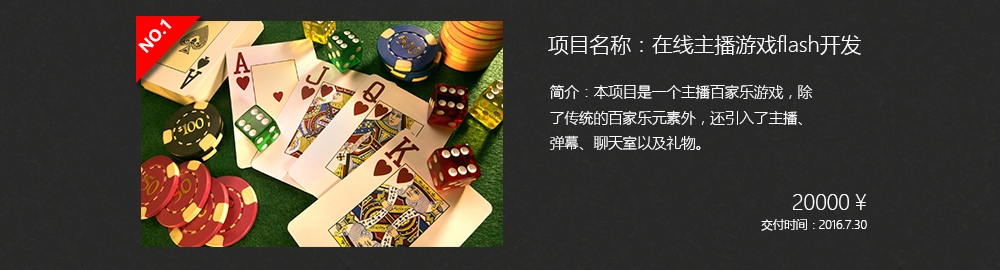 NO.1
项目名称：在线主播游戏flash开发
简介：本项目是一个主播百家乐游戏，除
了传统的百家乐元素外，还引入了主播、
弹幕、聊天室以及礼物。
20000￥
交付时间：2016.7.30
A
J
Q
K
500
$100
50